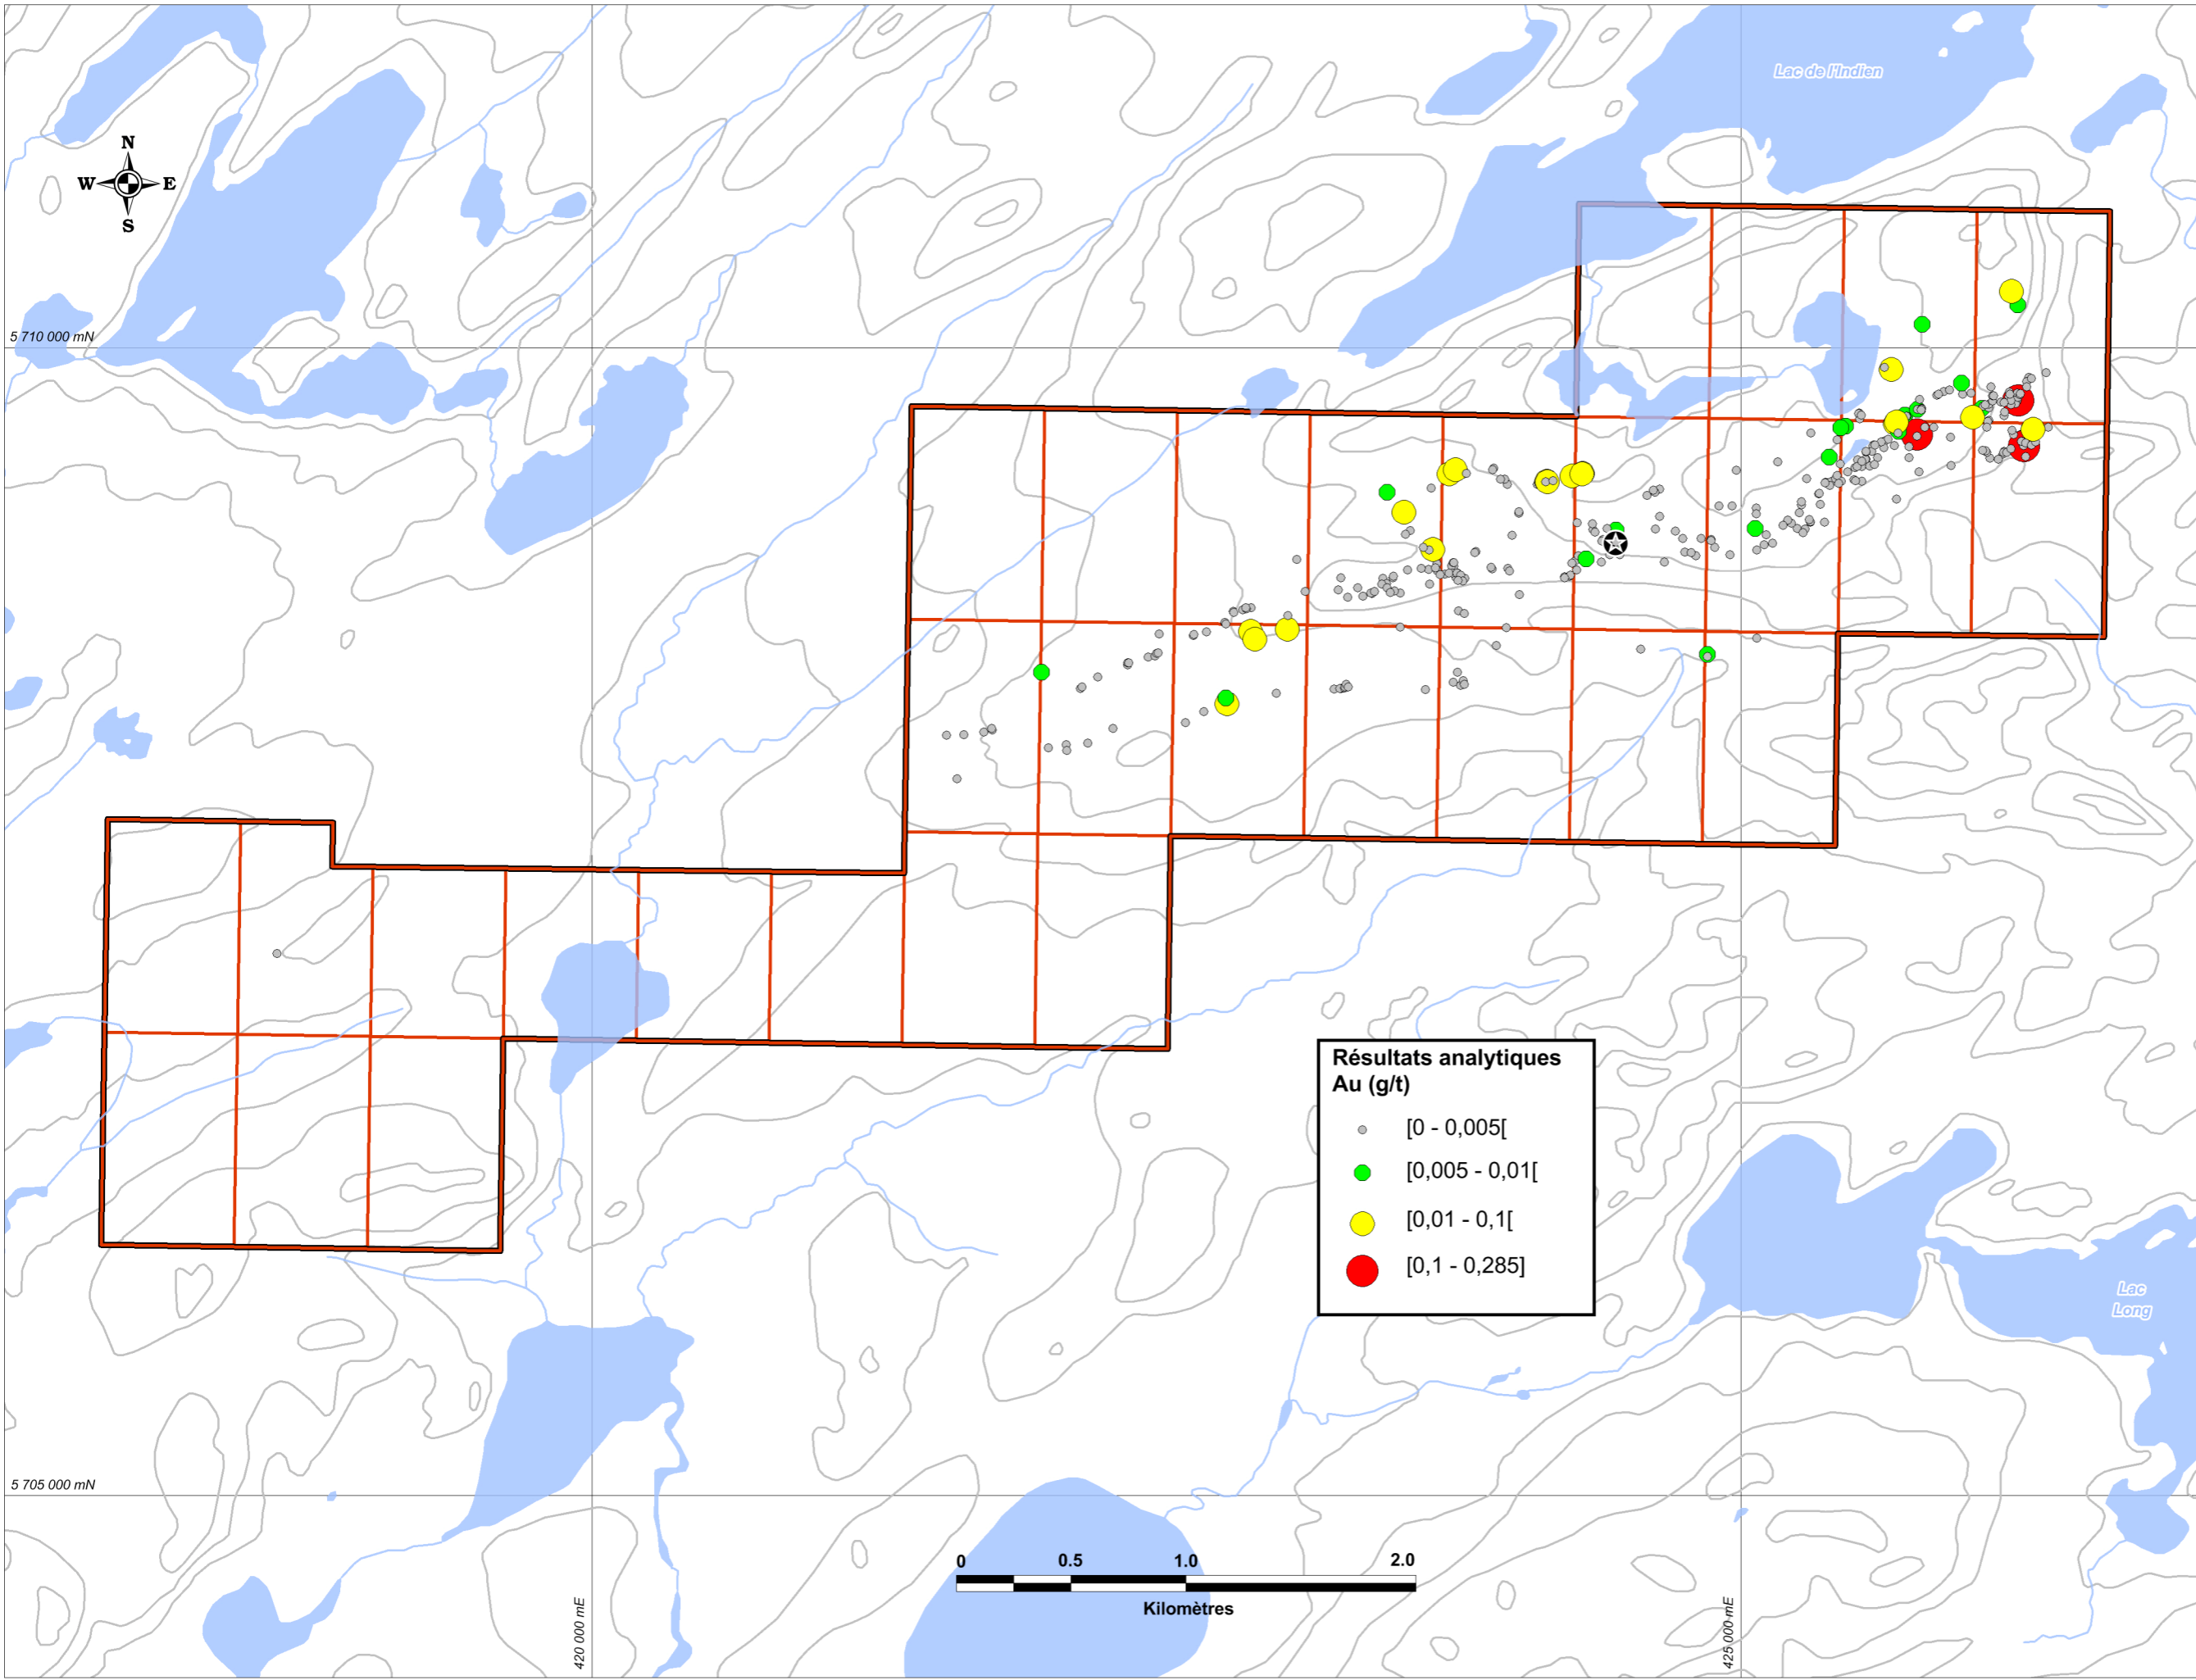 Lac de l'Indien
N
W E
S
5 710 000 mN
Résultats analytiques
Au (g/t)
[0 - 0,005[
[0,005 - 0,01[
[0,01 - 0,1[
[0,1 - 0,285]
Lac
Long
5 705 000 mN
0 0.5 1.0 2.0
Kilomètres
420 000 mE
425 000 mE